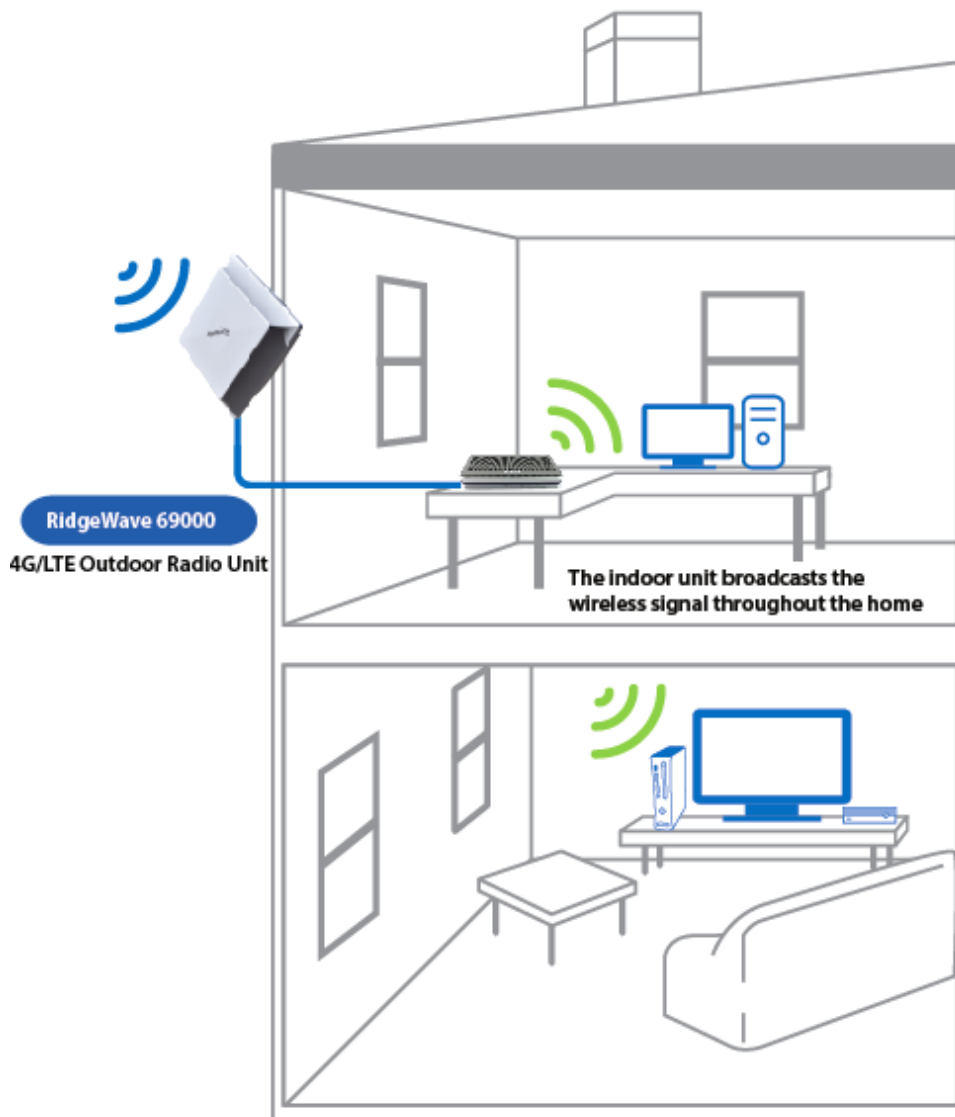 RidgeWave 69000
4G/LTE Outdoor Radio Unit
The indoor unit broadcasts the
wireless signal throughout the home